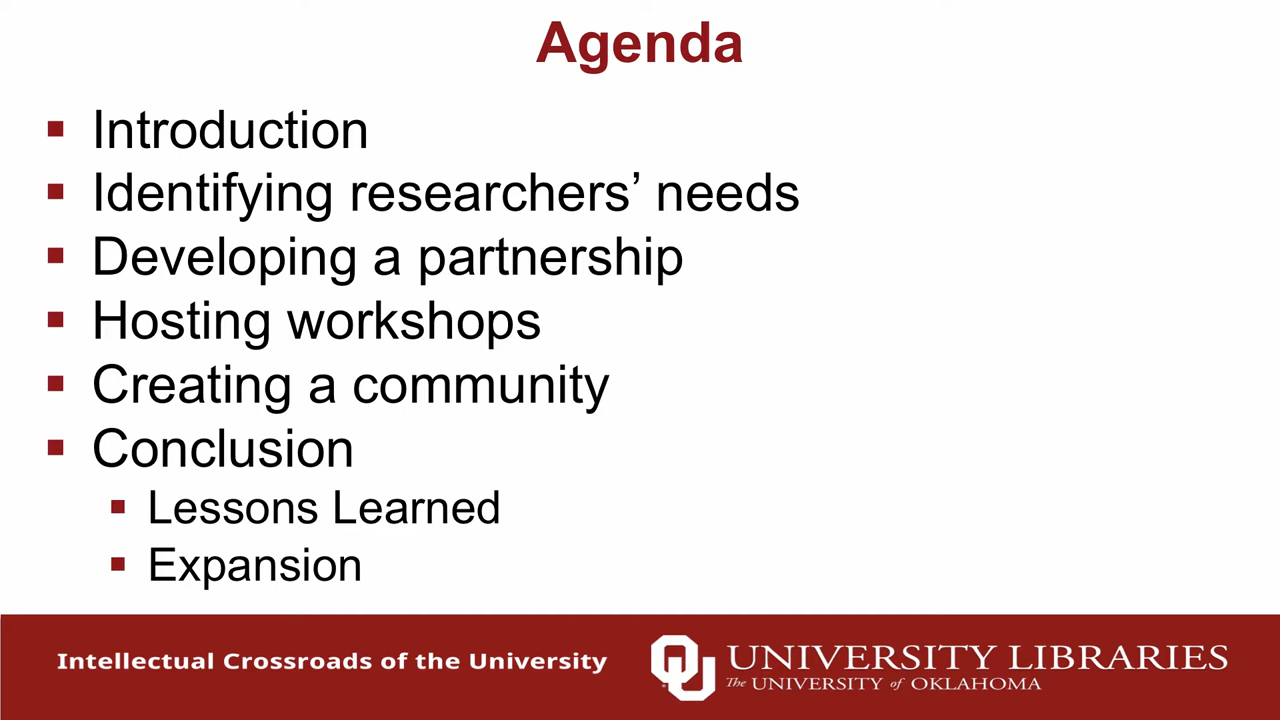 Agenda
Introduction
Identifying researchers’ needs
Developing a partnership
Hosting workshops
Creating a community
Conclusion
Lessons Learned
Expansion
Intellectual Crossroads of the University
UNIVERSITY LIBRARIES
The UNIVERSITY of OKLAHOMA